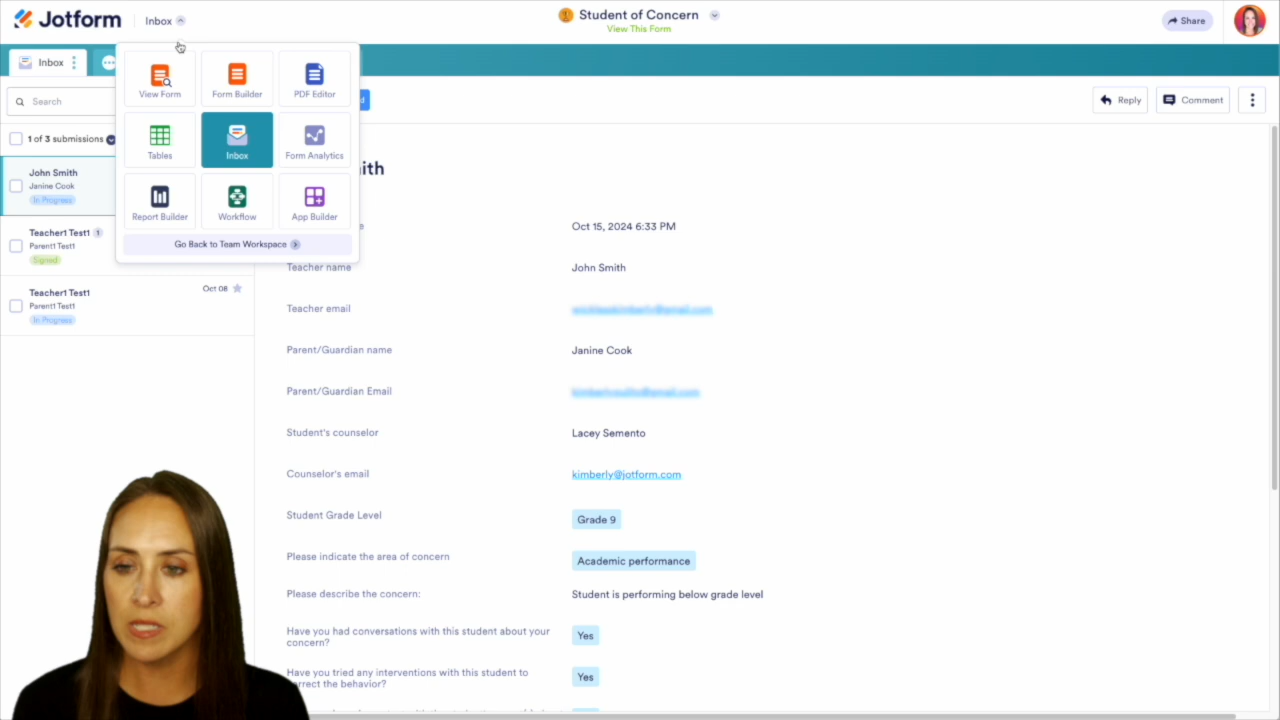 Jotform
Inbox
Student of Concern
View This Form
Share
Inbox
View Form
Form Builder
PDF Editor
Search
Reply
Comment
Tables
Inbox
Form Analytics
1 of 3 submissions
John Smith
Janine Cook
In Progress
Report Builder
Workflow
App Builder
Go Back to Team Workspace
Teacher1 Test1 1
Parent1 Test1
Signed
Teacher1 Test1
Oct 08
Parent1 Test1
In Progress
Oct 15, 2024 6:33 PM
Teacher name
John Smith
Teacher email
Parent/Guardian name
Janine Cook
Parent/Guardian Email
Student's counselor
Lacey Semento
Counselor's email
kimberly@jotform.com
Student Grade Level
Grade 9
Please indicate the area of concern
Academic performance
Please describe the concern:
Student is performing below grade level
Have you had conversations with this student about your
concern?
Yes
Have you tried any interventions with this student to
correct the behavior?
Yes